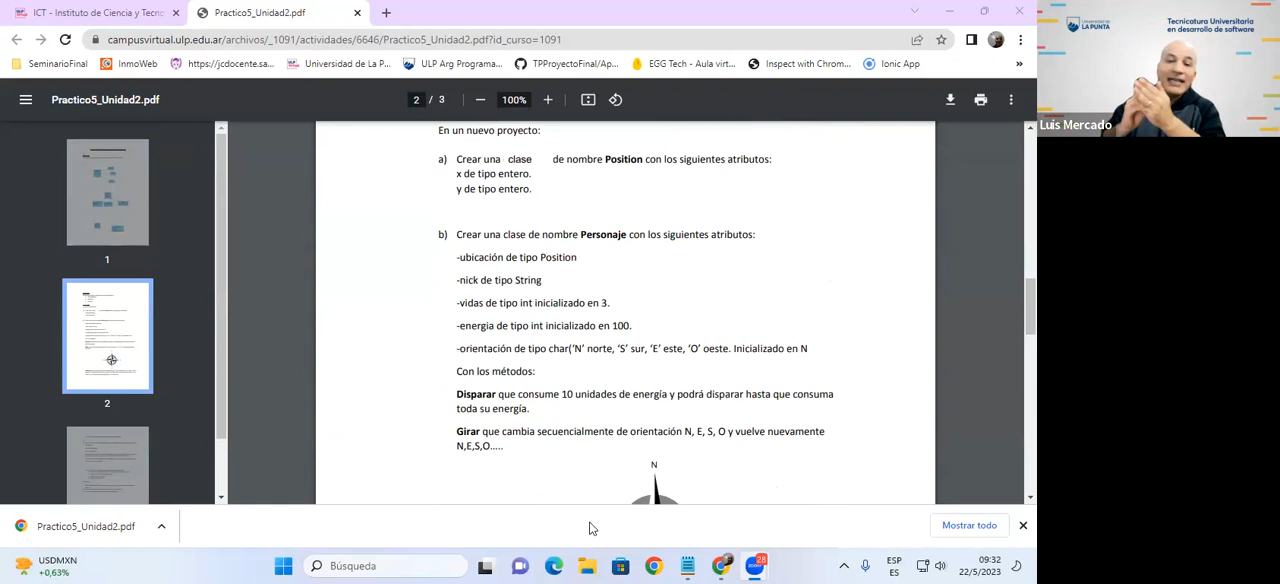 ICT - Institución de Ciencia y Tecnic
Practico5_Unidad2.pdf
campusvirtual.ulp.edu.ar/archivos/_1091/actividades/6646/Practico5_Unidad2.pdf?id_curso=1091
SeminarioFinal
InmoWeb
https://jcdocente.sa...
Universidad de La P...
ULP Arg Programa...
TPProyectoFinal/Ap...
EGG Tech - Aula virt...
Inspect with Chrom...
Ionic App
»
Practico5_Unidad2.pdf
2 / 3
100%
1
2
En un nuevo proyecto:
a) Crear una clase de nombre Position con los siguientes atributos:
x de tipo entero.
y de tipo entero.
b) Crear una clase de nombre Personaje con los siguientes atributos:
-ubicación de tipo Position
-nick de tipo String
-vidas de tipo int inicializado en 3.
-energia de tipo int inicializado en 100.
-orientación de tipo char('N' norte, 'S' sur, 'E' este, 'O' oeste. Inicializado en N
Con los métodos:
Disparar que consume 10 unidades de energía y podrá disparar hasta que consuma
toda su energía.
Girar que cambia secuencialmente de orientación N, E, S, O y vuelve nuevamente
N,E,S,O.....
N
Universidad de
LA PUNTA
Tecnicatura Universitaria
en desarrollo de software
Luis Mercado
Practico5_Unidad2.pdf
Mostrar todo
USDMXN
+0,63%
Búsqueda
zoom
28
ESP
ES
09:32
22/5/2023